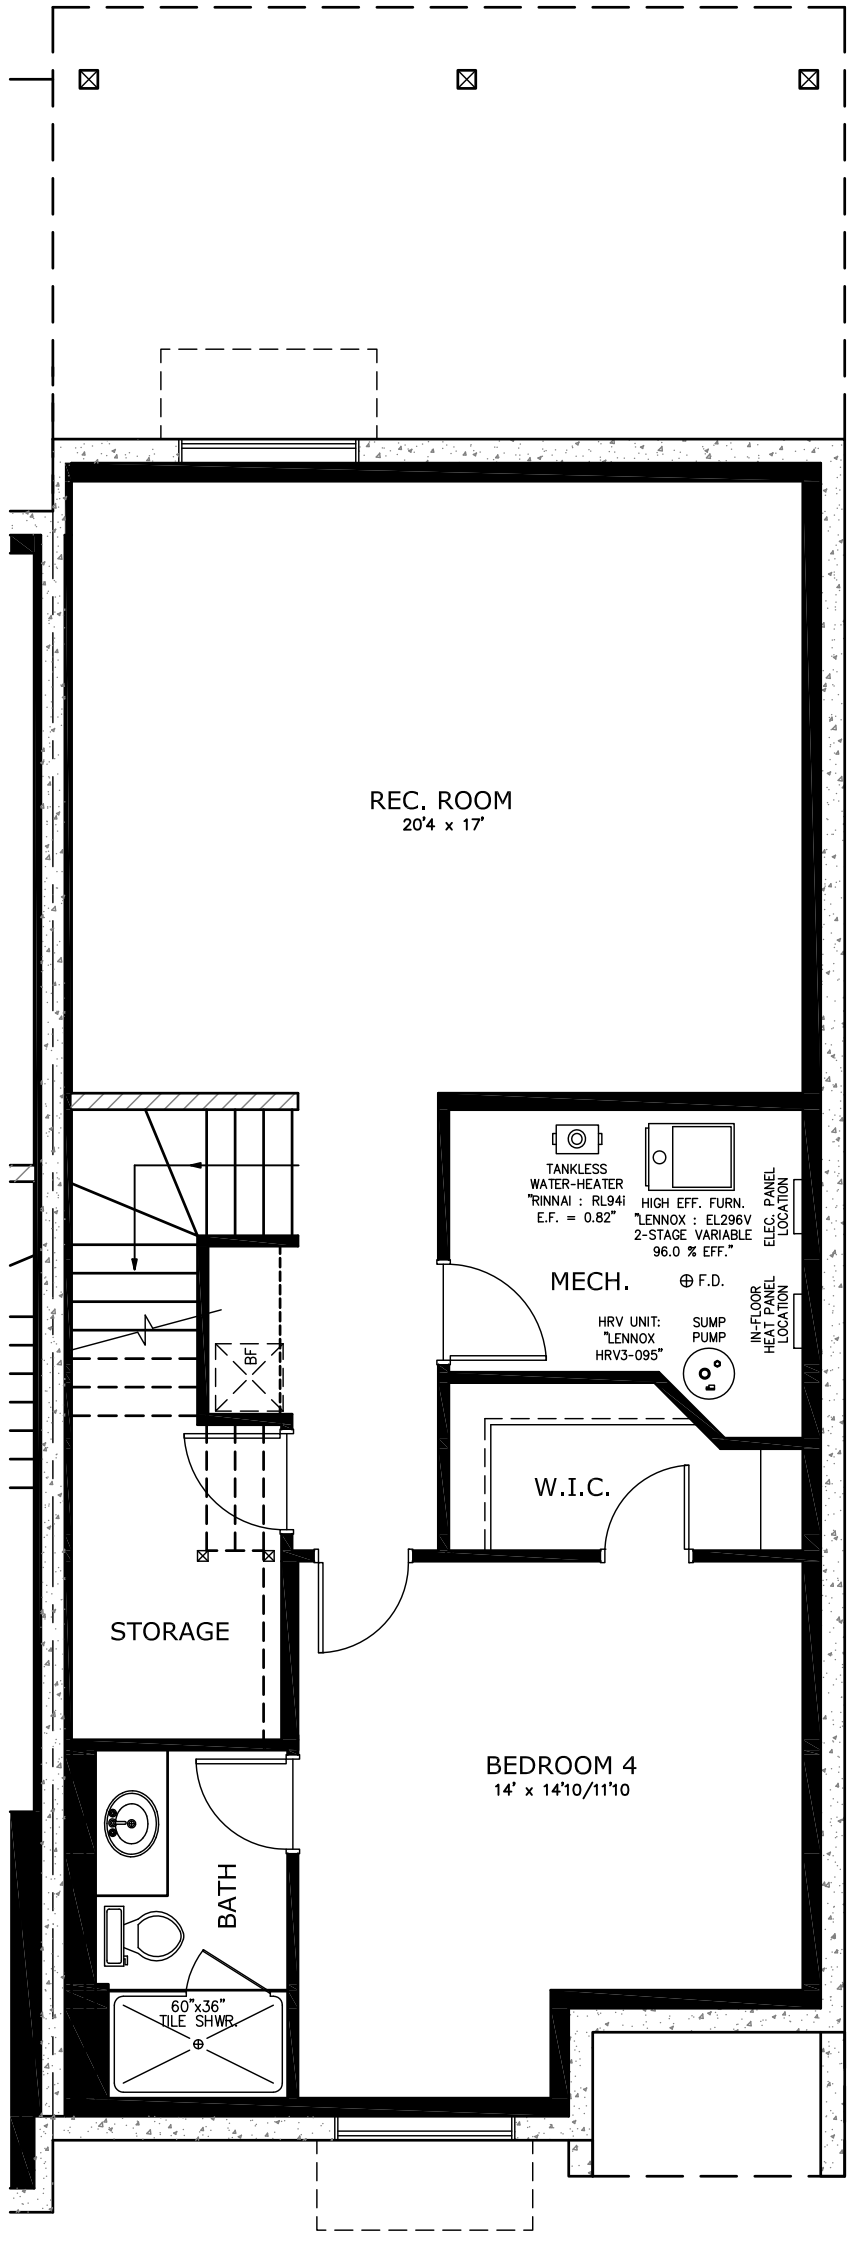 REC. ROOM
20'4 x 17'
TANKLESS
WATER-HEATER
"RINNAI : RL94i
E.F. = 0.82"
HIGH EFF. FURN.
"LENNOX : EL296V
2-STAGE VARIABLE
96.0 % EFF."
ELEC. PANEL
LOCATION
MECH.
F.D.
HRV UNIT:
"LENNOX
HRV3-095"
SUMP
PUMP
IN-FLOOR
HEAT PANEL
LOCATION
BF
W.I.C.
STORAGE
BEDROOM 4
14' x 14'10/11'10
BATH
60"x36"
TILE SHWR.